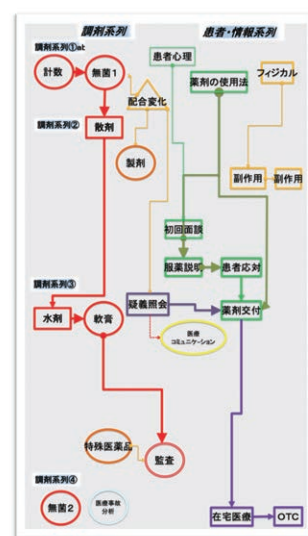 調剤系列
患者・情報系列
調剤系列①at
計数
無菌1
患者心理
薬剤の使用法
フィジカル
配合変化
調剤系列②
散剤
製剤
副作用
副作用
初回面談
服薬説明
患者応対
調剤系列③
水剤
軟膏
疑義照会
薬剤交付
医療
コミュニケーション
特殊医薬品
監査
調剤系列④
無菌2
医療事故
分析
在宅医療
OTC